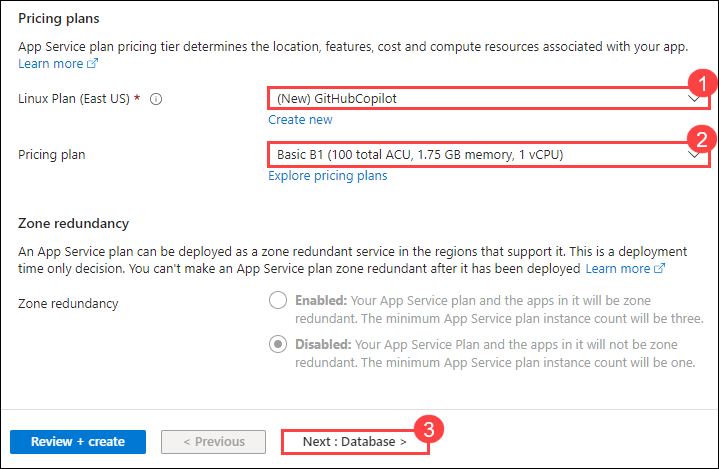 Pricing plans
App Service plan pricing tier determines the location, features, cost and compute resources associated with your app.
Learn more
1
Linux Plan (East US) * (New) GitHubCopilot
Create new
2
Pricing plan Basic B1 (100 total ACU, 1.75 GB memory, 1 vCPU)
Explore pricing plans
Zone redundancy
An App Service plan can be deployed as a zone redundant service in the regions that support it. This is a deployment
time only decision. You can't make an App Service plan zone redundant after it has been deployed Learn more
Zone redundancy Enabled: Your App Service plan and the apps in it will be zone
redundant. The minimum App Service plan instance count will be three.
Disabled: Your App Service Plan and the apps in it will not be zone
redundant. The minimum App Service plan instance count will be one.
3
Review + create < Previous Next : Database >